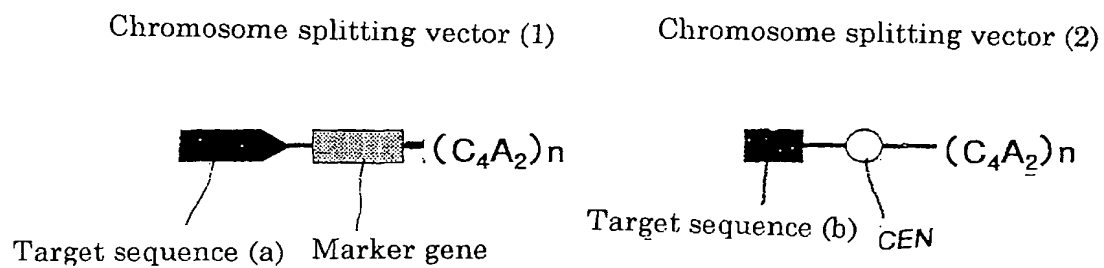 Chromosome splitting vector (1)
Chromosome splitting vector (2)
(C₄A₂)n
(C₄A₂)n
Target sequence (a)
Marker gene
Target sequence (b)
CEN